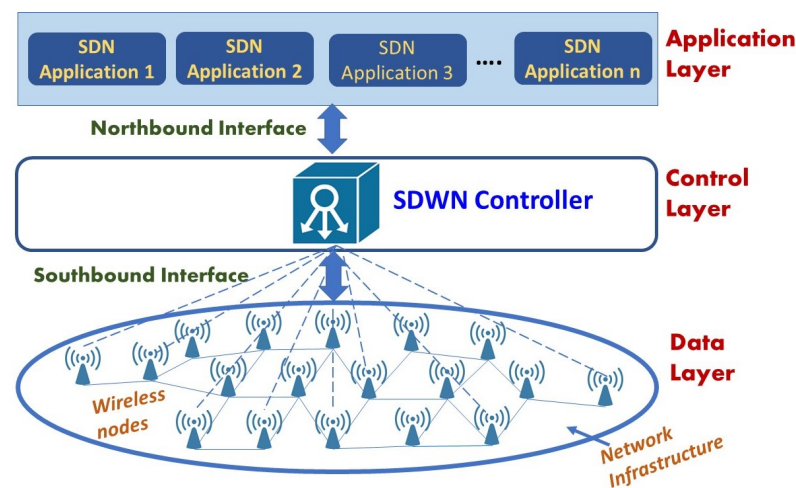 SDN
Application 1
SDN
Application 2
SDN
Application 3
....
SDN
Application n
Application
Layer
Northbound Interface
SDWN Controller
Control
Layer
Southbound Interface
Data
Layer
Wireless
nodes
Network
Infrastructure